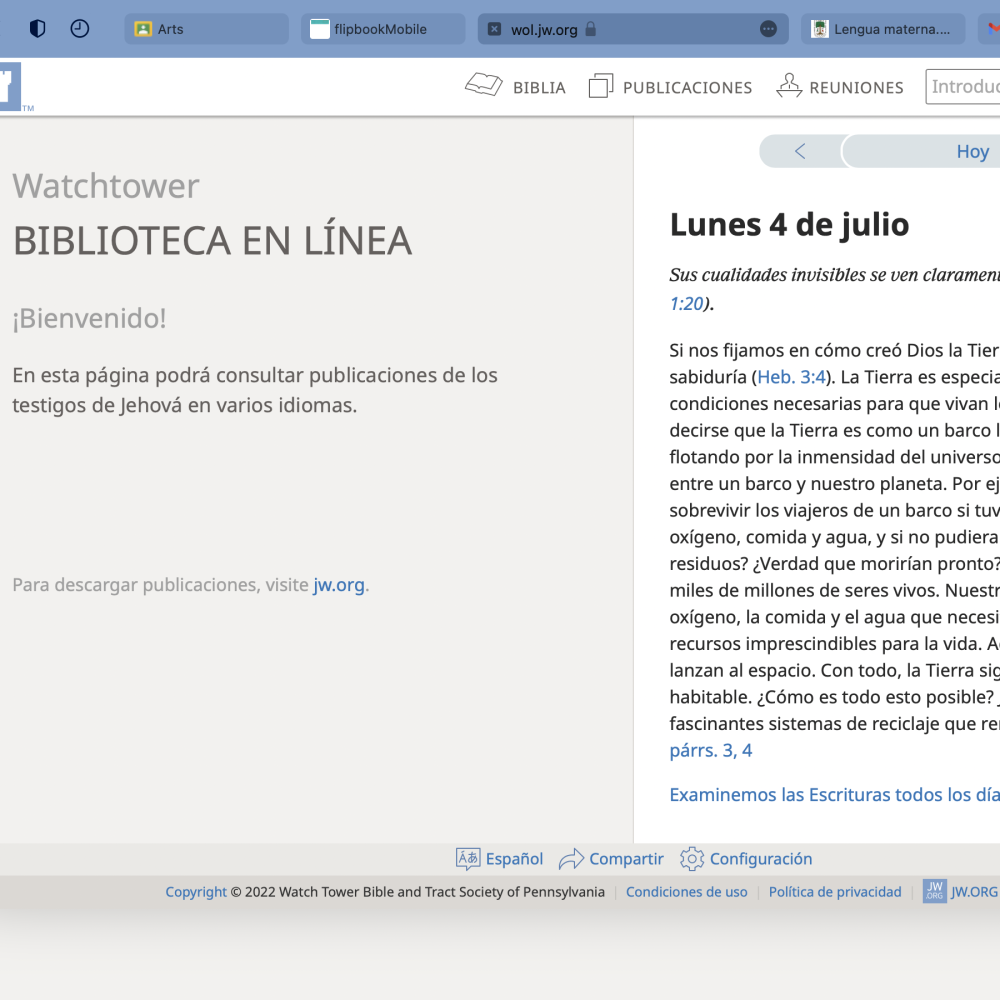 Arts
flipbookMobile
wol.jw.org
Lengua materna....
TM
BIBLIA
PUBLICACIONES
REUNIONES
Introduc
Watchtower
BIBLIOTECA EN LÍNEA
¡Bienvenido!
En esta página podrá consultar publicaciones de los
testigos de Jehová en varios idiomas.
Para descargar publicaciones, visite jw.org.
Hoy
Lunes 4 de julio
Sus cualidades invisibles se ven clarament
1:20).
Si nos fijamos en cómo creó Dios la Tier
sabiduría (Heb. 3:4). La Tierra es especia
condiciones necesarias para que vivan l
decirse que la Tierra es como un barco l
flotando por la inmensidad del universo
entre un barco y nuestro planeta. Por ej
sobrevivir los viajeros de un barco si tuv
oxígeno, comida y agua, y si no pudiera
residuos? ¿Verdad que morirían pronto?
miles de millones de seres vivos. Nuestr
oxígeno, la comida y el agua que necesi
recursos imprescindibles para la vida. A
lanzan al espacio. Con todo, la Tierra sig
habitable. ¿Cómo es todo esto posible? J
fascinantes sistemas de reciclaje que re
párrs. 3, 4
Examinemos las Escrituras todos los día
Español
Compartir
Configuración
Copyright © 2022 Watch Tower Bible and Tract Society of Pennsylvania
Condiciones de uso
Política de privacidad
JW.ORG
JW.ORG